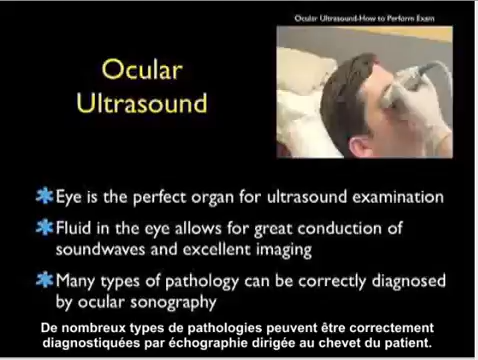 Ocular Ultrasound-How to Perform Exam
Ocular
Ultrasound
Eye is the perfect organ for ultrasound examination
Fluid in the eye allows for great conduction of
soundwaves and excellent imaging
Many types of pathology can be correctly diagnosed
by ocular sonography
De nombreux types de pathologies peuvent être correctement
diagnostiquées par échographie dirigée au chevet du patient.